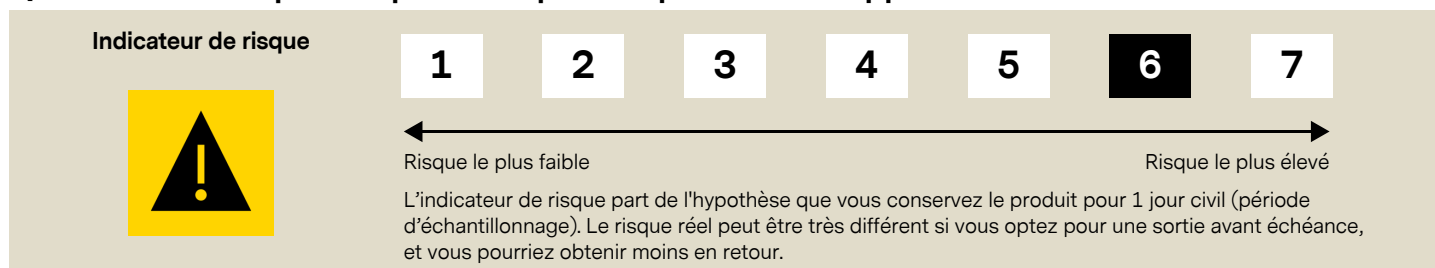 Indicateur de risque
1 2 3 4 5 6 7
Risque le plus faible Risque le plus élevé
L’indicateur de risque part de l'hypothèse que vous conservez le produit pour 1 jour civil (période
d’échantillonnage). Le risque réel peut être très différent si vous optez pour une sortie avant échéance,
et vous pourriez obtenir moins en retour.